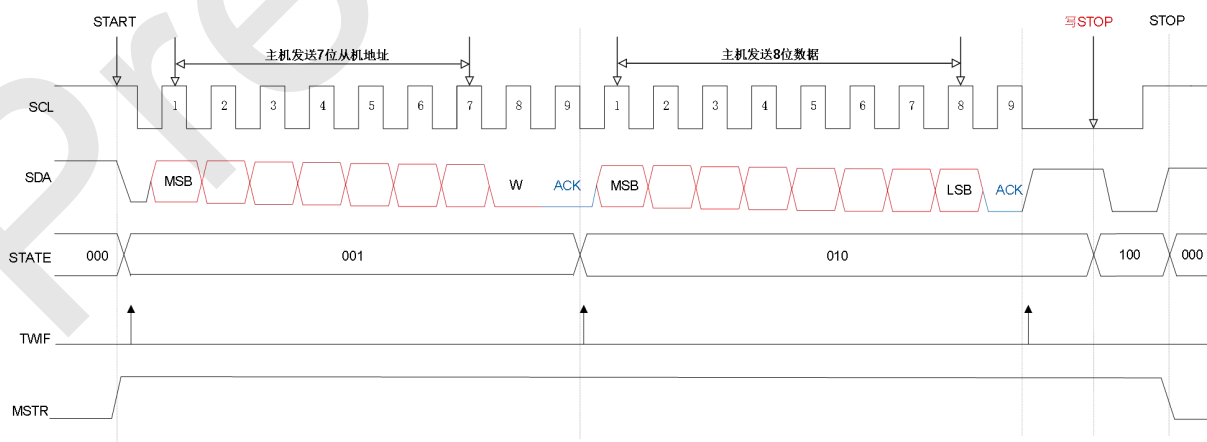 START 写STOP STOP
主机发送7位从机地址 主机发送8位数据
SCL 1 2 3 4 5 6 7 8 9 1 2 3 4 5 6 7 8 9
SDA MSB W ACK MSB LSB ACK
STATE 000 001 010 100 000
TWIF
MSTR
Pre